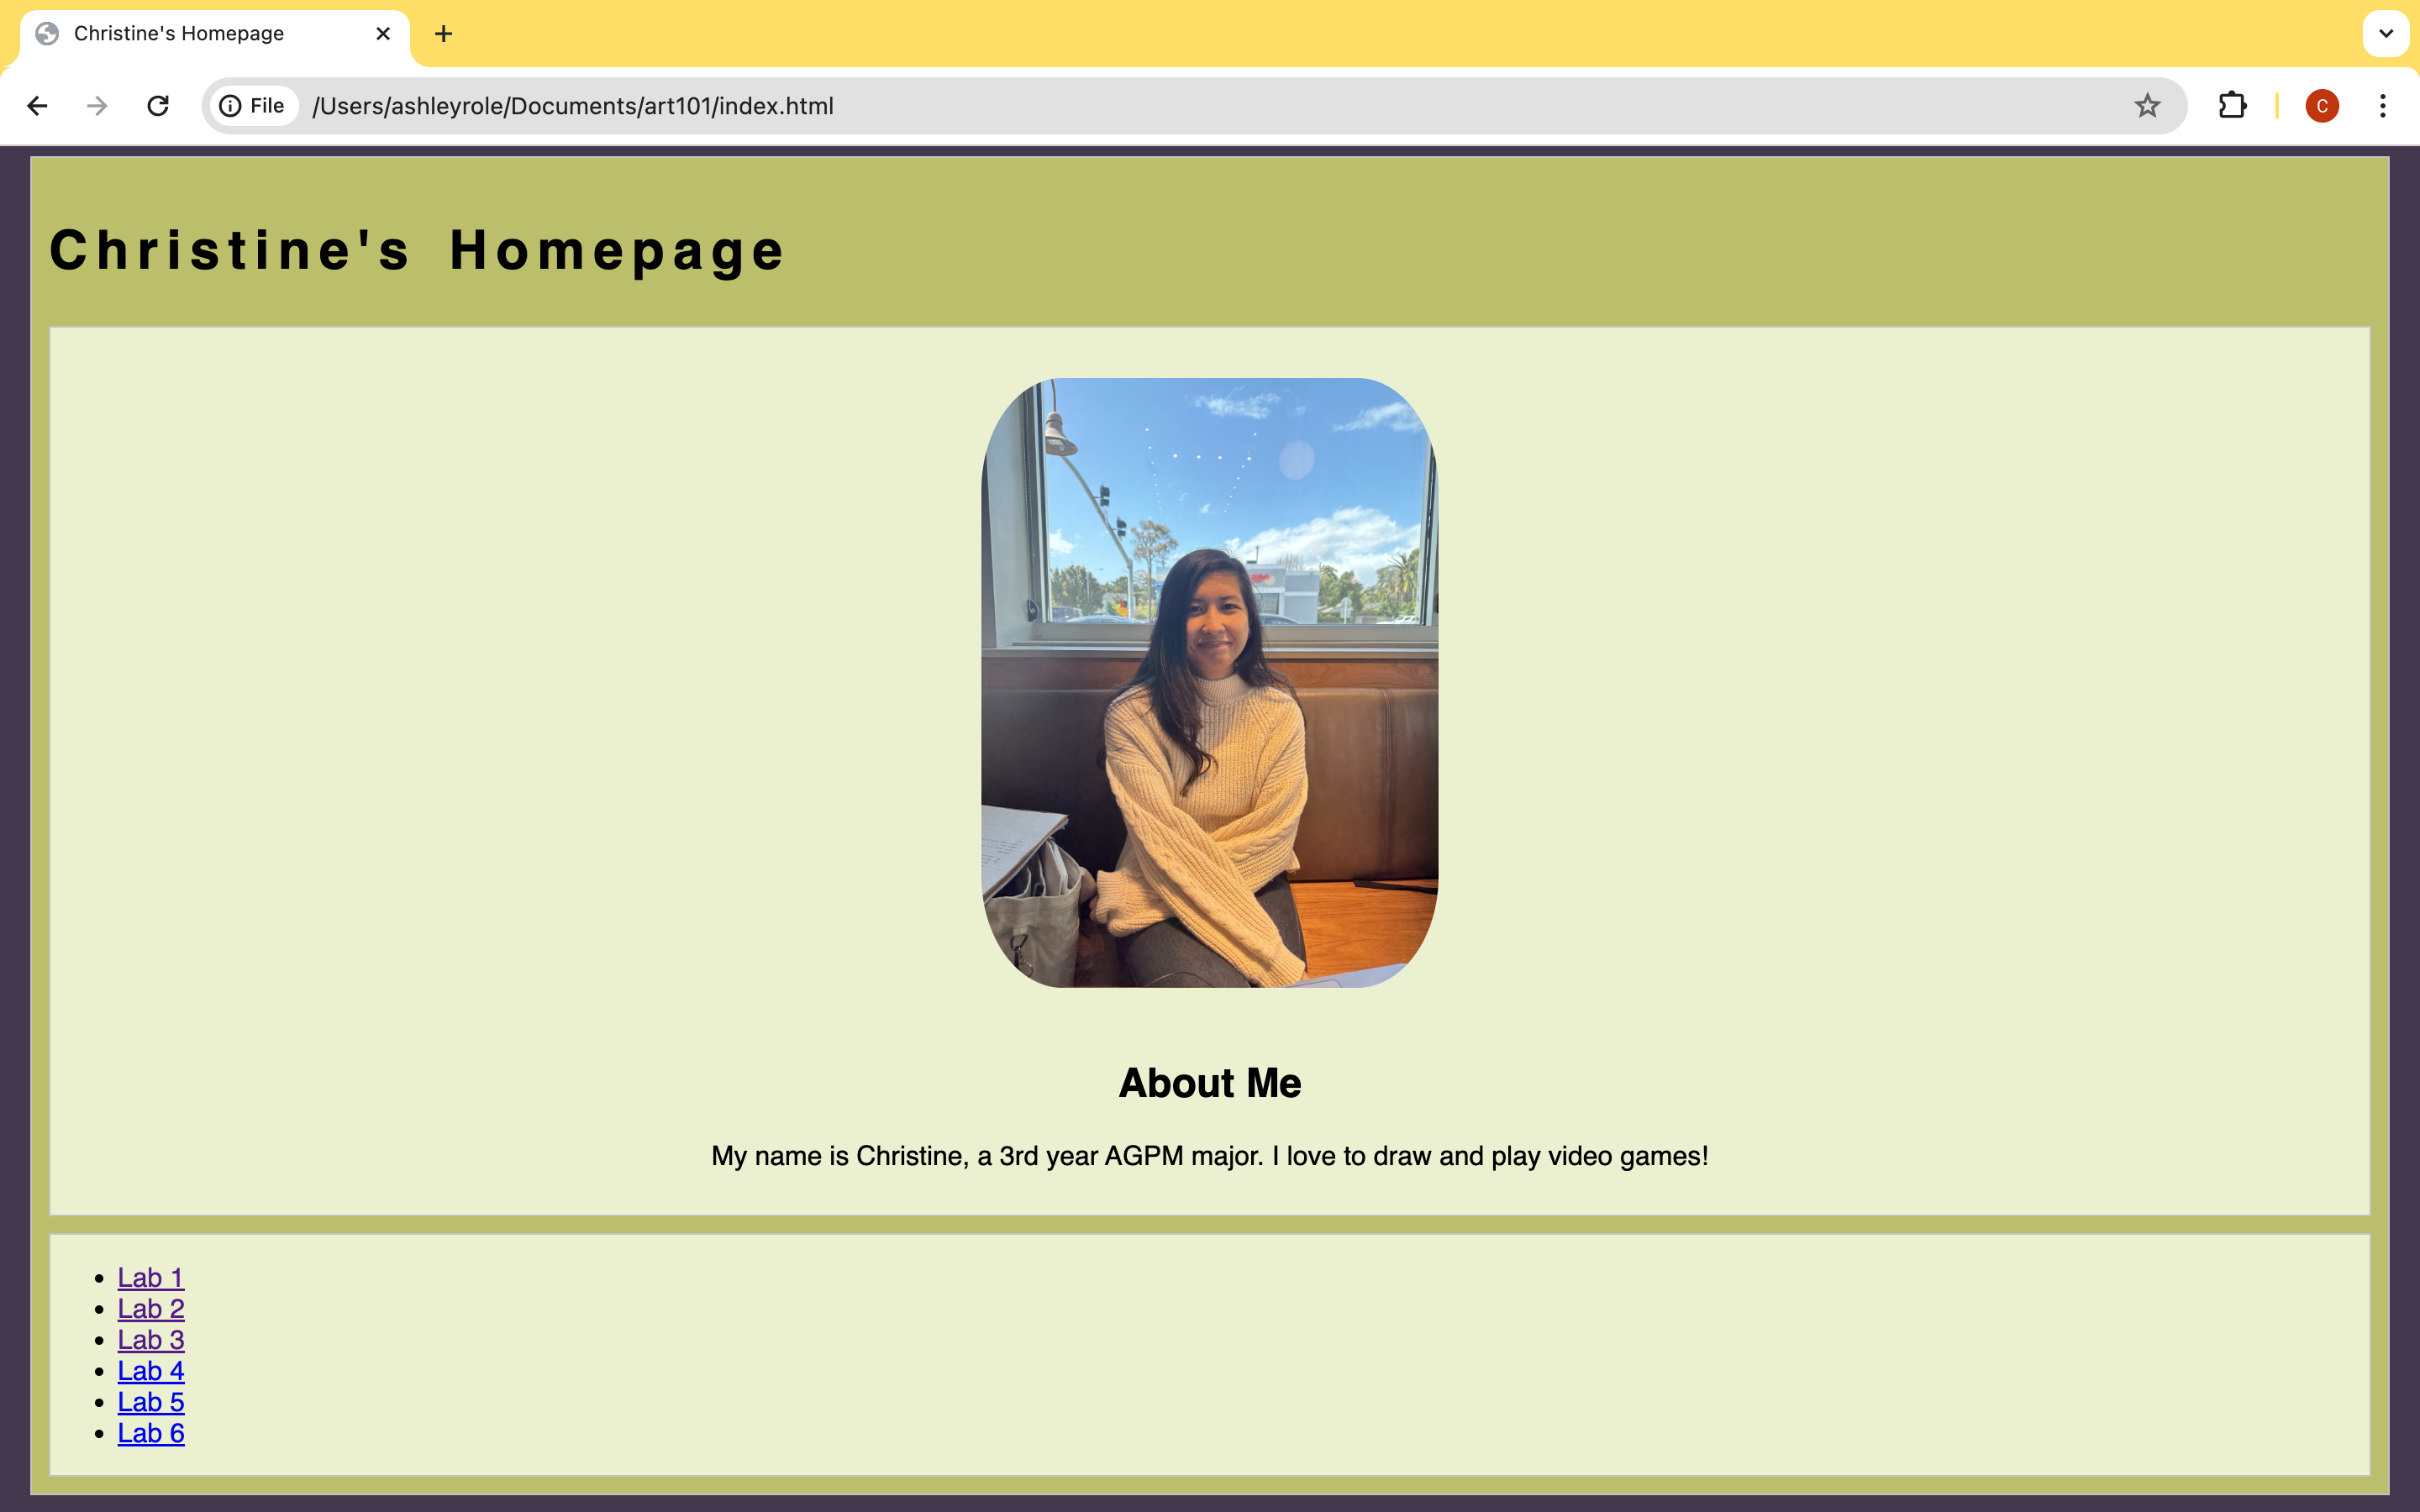 Christine's Homepage
File /Users/ashleyrole/Documents/art101/index.html
C
Christine's Homepage
About Me
My name is Christine, a 3rd year AGPM major. I love to draw and play video games!
Lab 1
Lab 2
Lab 3
Lab 4
Lab 5
Lab 6